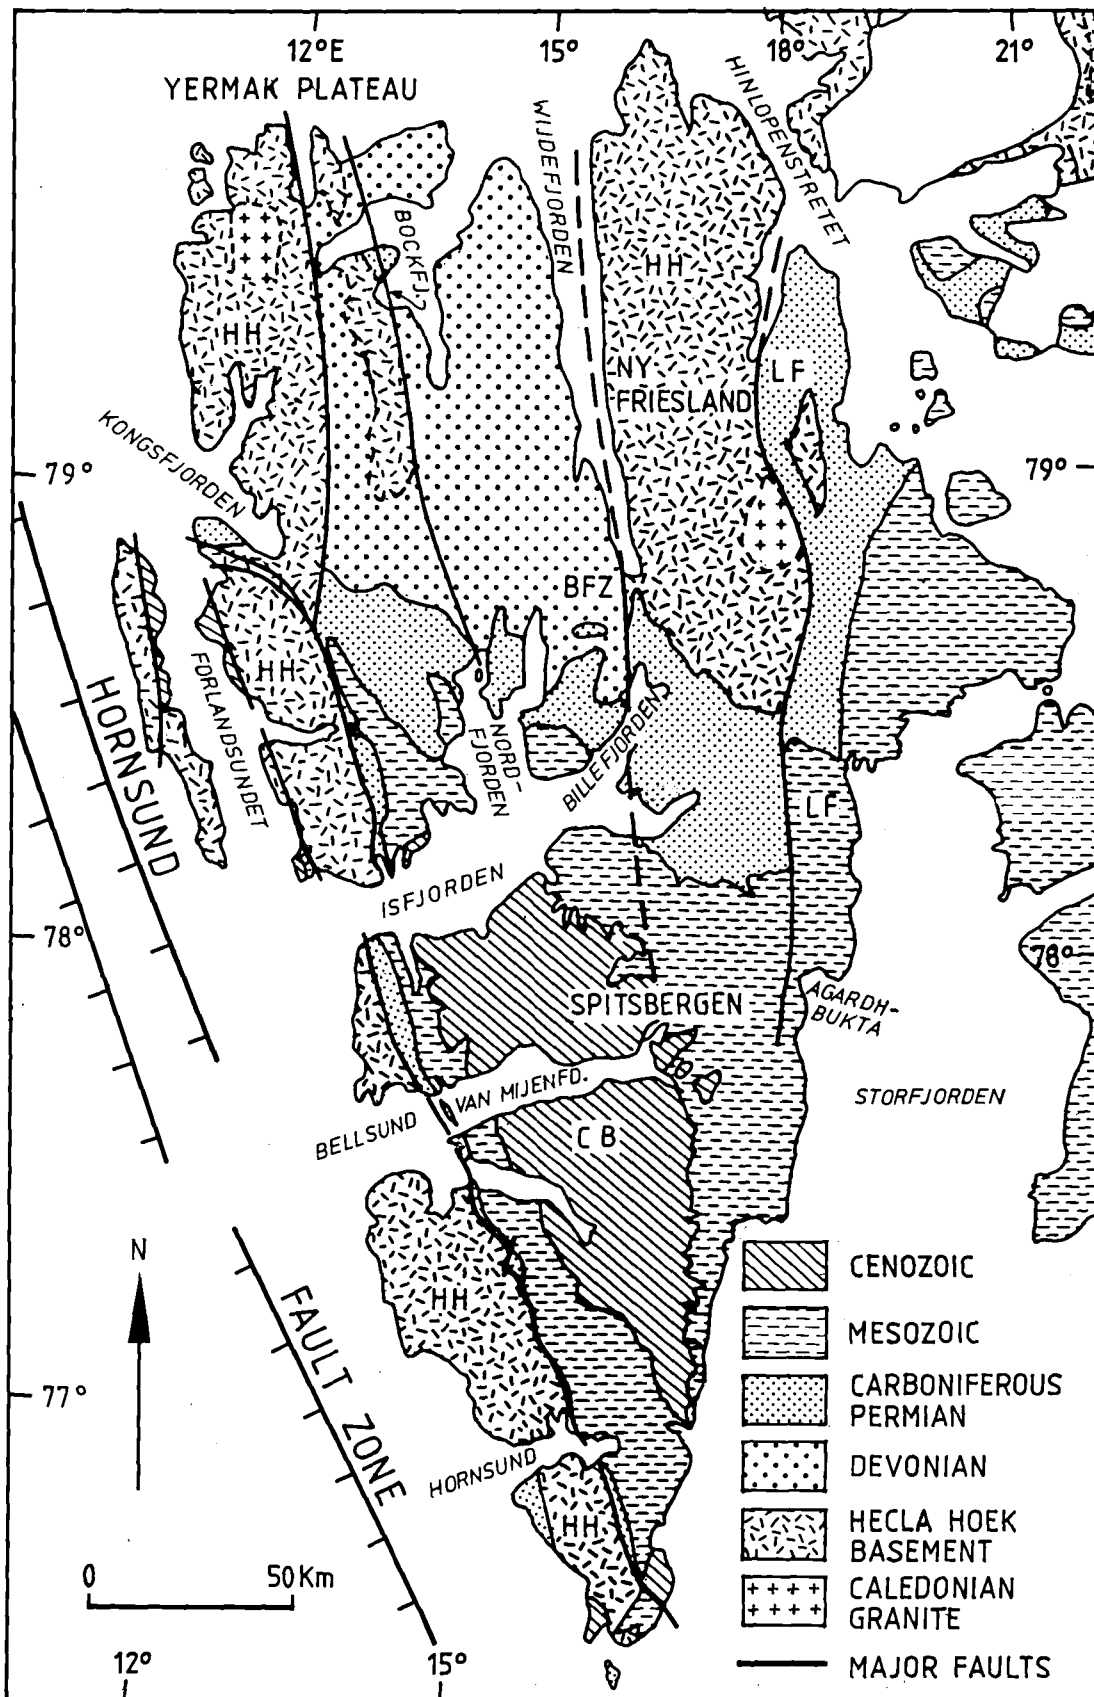 12°E
15°
18°
21°
YERMAK PLATEAU
WIJDEFJORDEN
HINLOPENSTRETET
BOCKFJ.
HH
HH
NY
FRIESLAND
LF
KONGSFJORDEN
79°
79°
BFZ
HH
FORLANDSUNDET
HORNSUND
NORD-
FJORDEN
BILLEFJORDEN
LF
ISFJORDEN
78°
78°
SPITSBERGEN
AGARDH-
BUKTA
VAN MIJENFD.
STORFJORDEN
BELLSUND
CB
N
HH
FAULT ZONE
77°
HORNSUND
HH
0 50Km
12°
15°
CENOZOIC
MESOZOIC
CARBONIFEROUS
PERMIAN
DEVONIAN
HECLA HOEK
BASEMENT
CALEDONIAN
GRANITE
MAJOR FAULTS